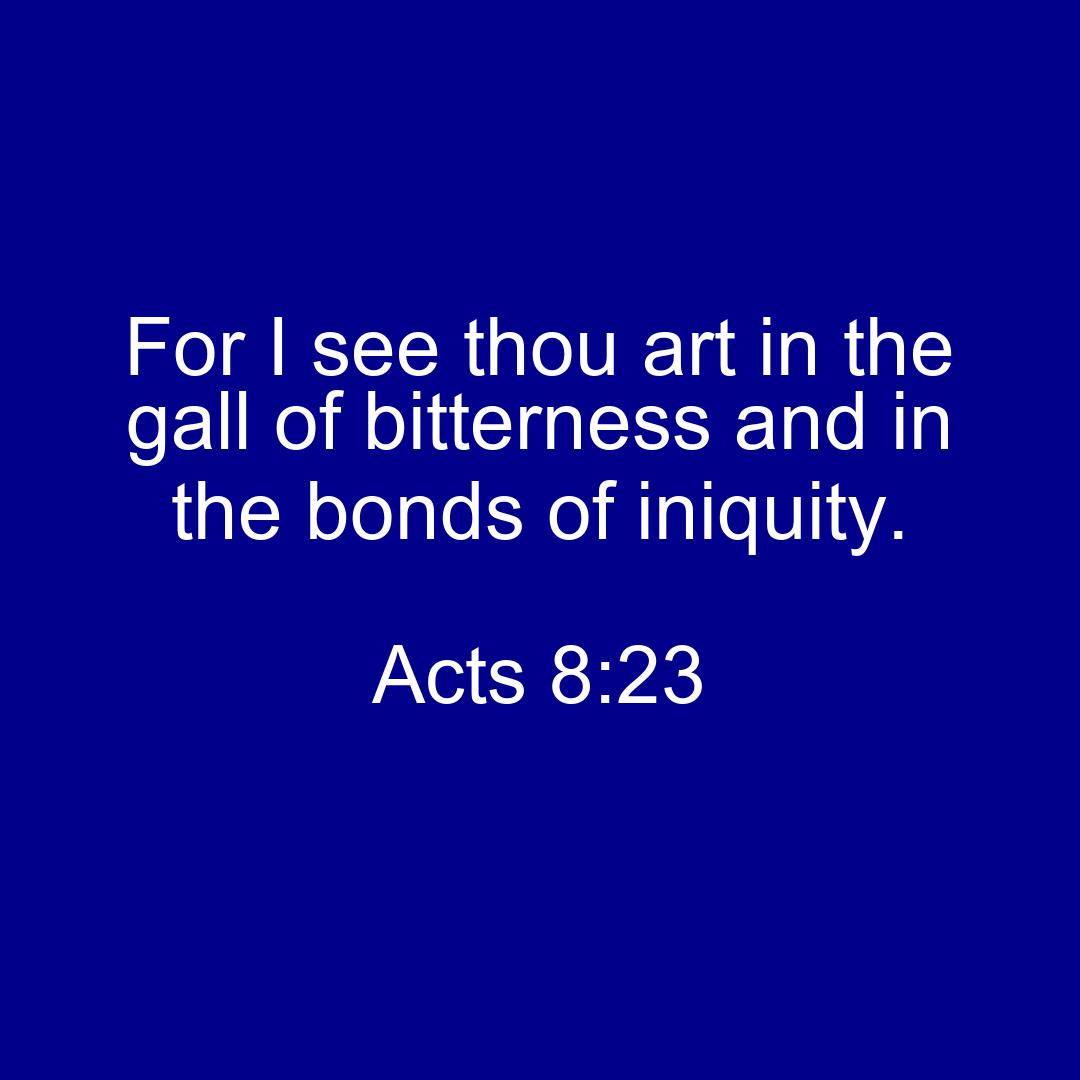 For I see thou art in the
gall of bitterness and in
the bonds of iniquity.
Acts 8:23